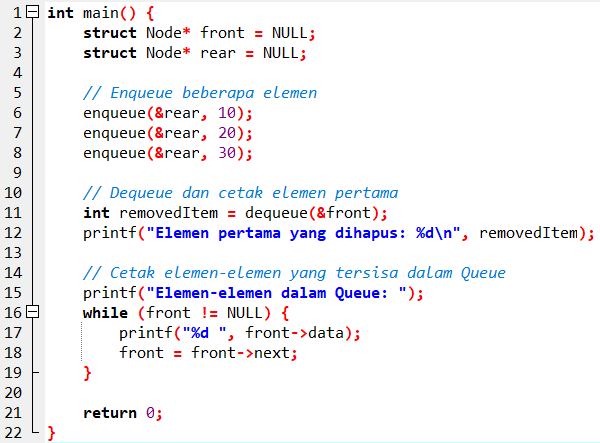 1 int main() {
2 struct Node* front = NULL;
3 struct Node* rear = NULL;
4
5 // Enqueue beberapa elemen
6 enqueue(&rear, 10);
7 enqueue(&rear, 20);
8 enqueue(&rear, 30);
9
10 // Dequeue dan cetak elemen pertama
11 int removedItem = dequeue(&front);
12 printf("Elemen pertama yang dihapus: %d\n", removedItem);
13
14 // Cetak elemen-elemen yang tersisa dalam Queue
15 printf("Elemen-elemen dalam Queue: ");
16 while (front != NULL) {
17 printf("%d ", front->data);
18 front = front->next;
19 }
20
21 return 0;
22 }